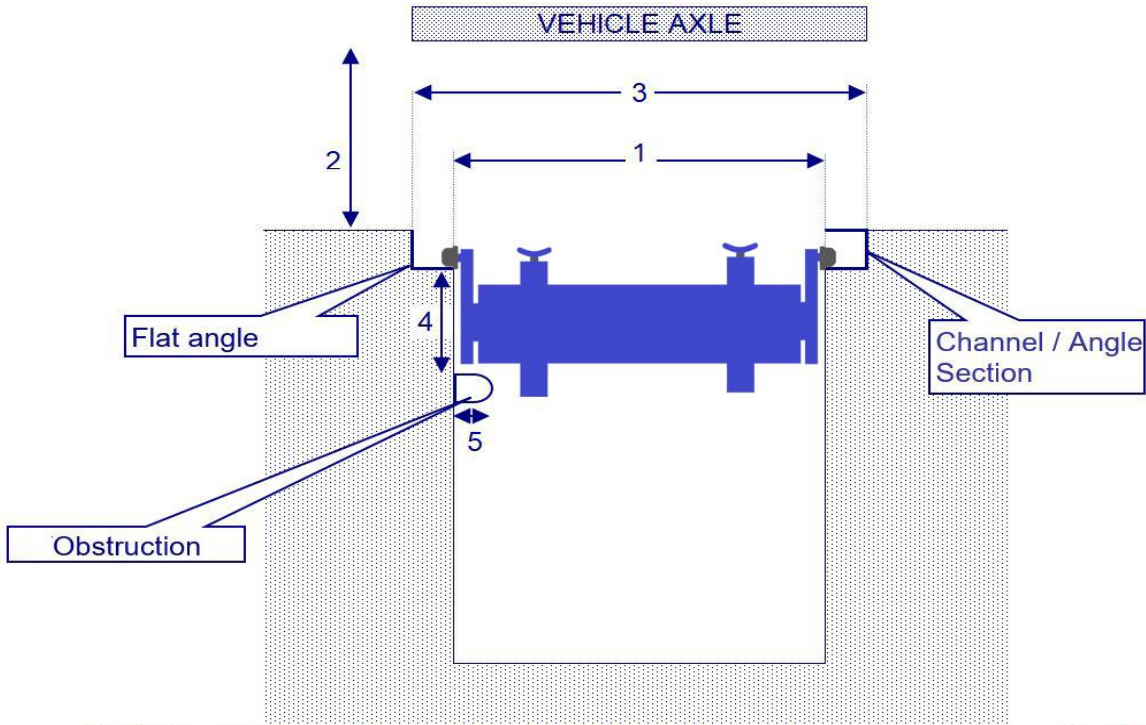 VEHICLE AXLE
3
1
2
4
Flat angle
Channel / Angle
Section
5
Obstruction